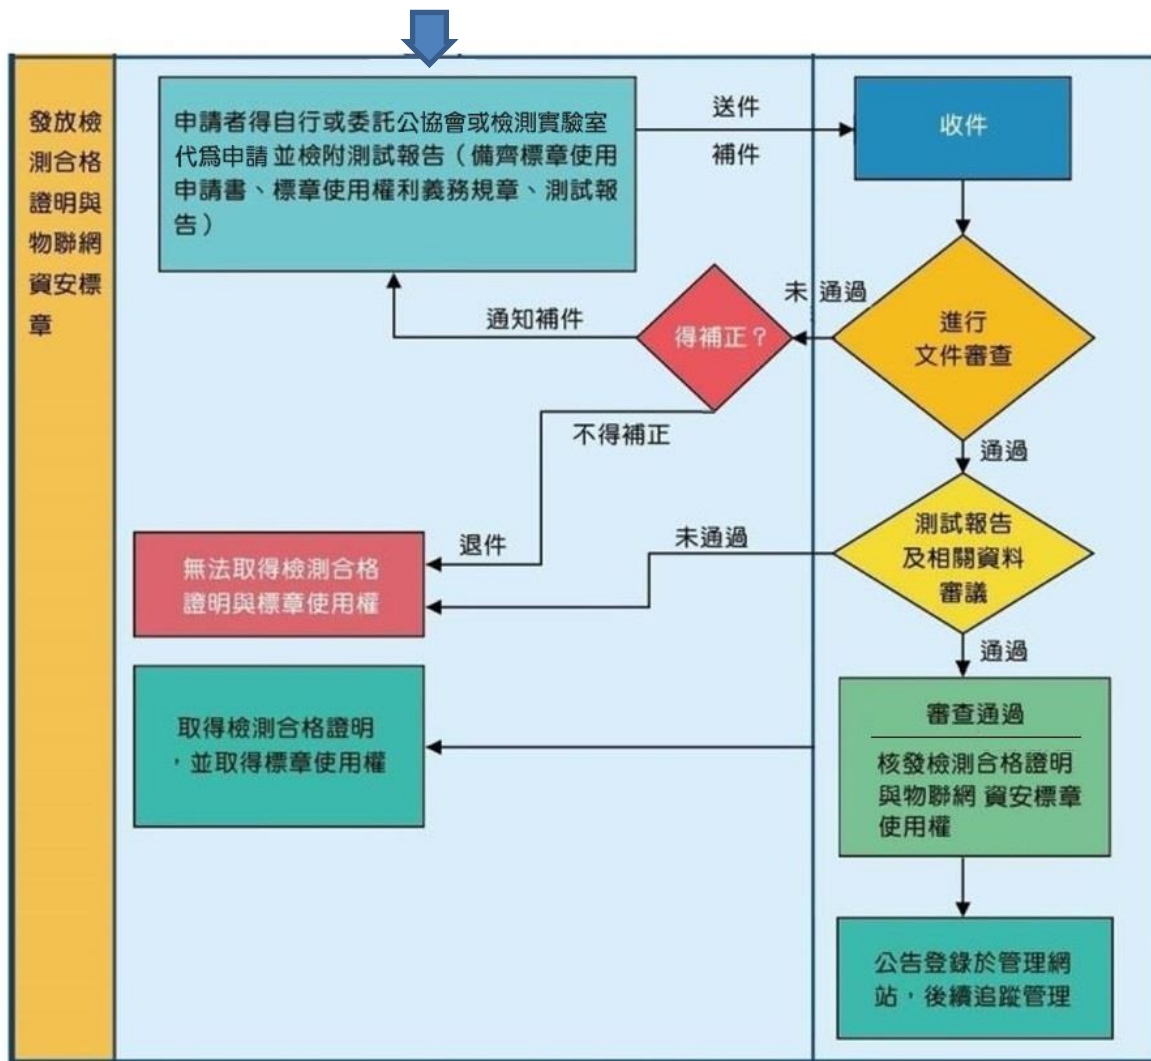 發放檢
測合格
證明與
物聯網
資安標
章
申請者得自行或委託公協會或檢測實驗室
代為申請並檢附測試報告（備齊標章使用
申請書、標章使用權利義務規章、測試報
告）
送件
補件
收件
進行
文件審查
未 通過
得補正？
通知補件
不得補正
退件
通過
測試報告
及相關資料
審議
未通過
無法取得檢測合格
證明與標章使用權
通過
審查通過
核發檢測合格證明
與物聯網 資安標章
使用權
取得檢測合格證明
，並取得標章使用權
公告登錄於管理網
站，後續追蹤管理